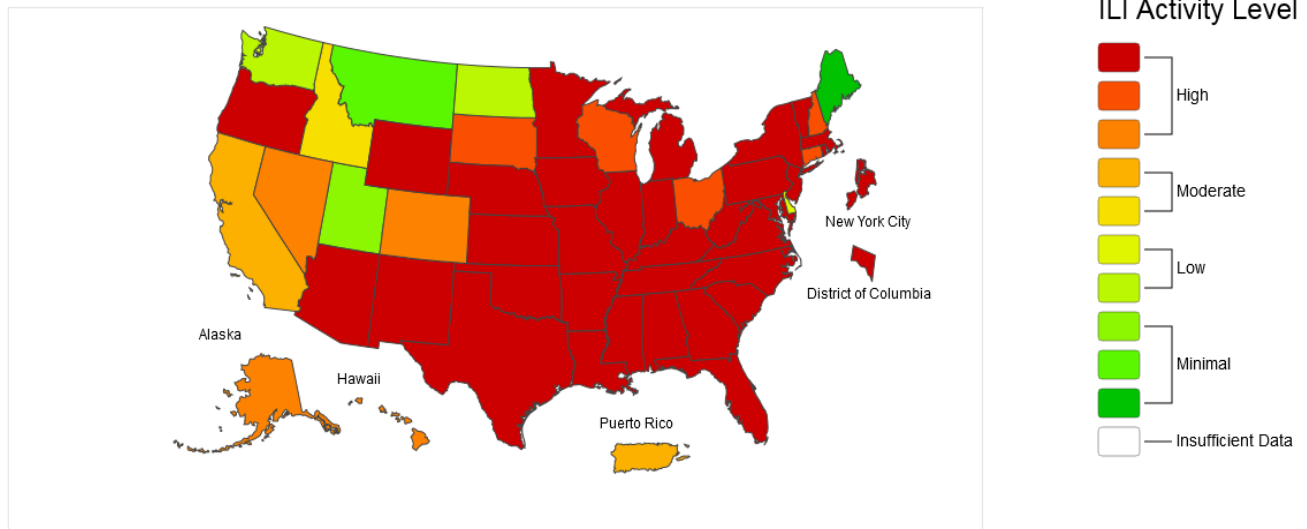 ILI Activity Level
High
Moderate
New York City
Low
District of Columbia
Alaska
Hawaii
Minimal
Puerto Rico
Insufficient Data